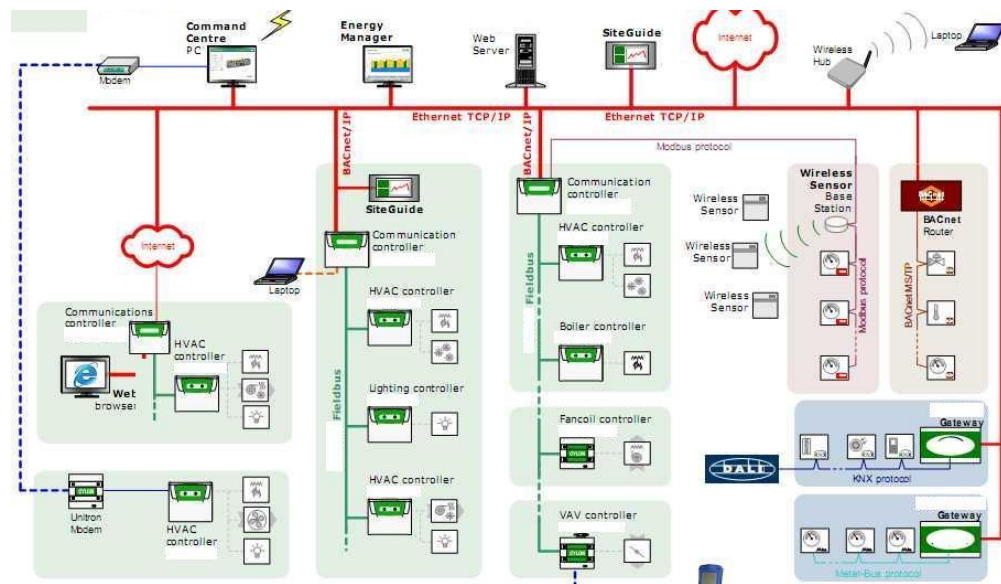 Command
Centre
PC
Energy
Manager
Web
Server
SiteGuide
Internet
Wireless
Hub
Laptop
Modem
Ethernet TCP/IP
Ethernet TCP/IP
BACnet/IP
BACnet/IP
Modbus protocol
Internet
SiteGuide
Communication
controller
Laptop
HVAC controller
Lighting controller
HVAC controller
Fieldbus
Communications
controller
HVAC
controller
Wet
browser
Unitron
Modem
HVAC
controller
Communication
controller
HVAC controller
Boiler controller
Fieldbus
Fancoil controller
CYLON
VAV controller
CYLON
Wireless
Sensor
Wireless
Sensor
Wireless
Sensor
Wireless
Sensor
Base
Station
Modbus protocol
BACnet
Router
BACnet MS/TP
Gateway
DALI
KNX protocol
Gateway
Meter-Bus protocol